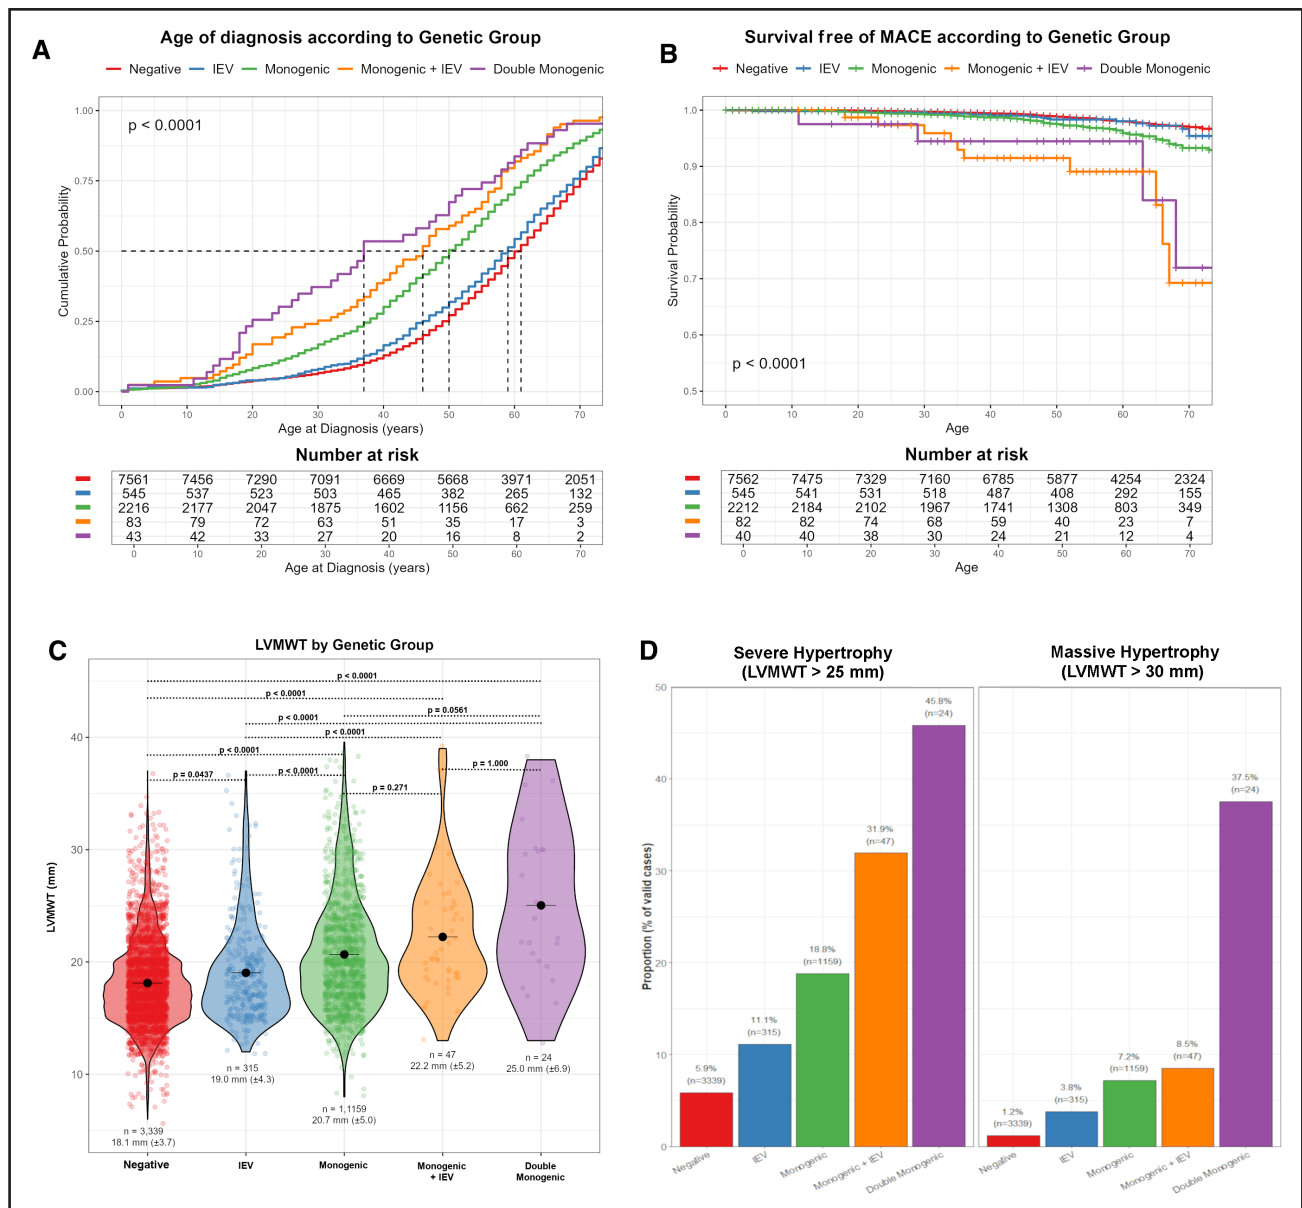 A
Age of diagnosis according to Genetic Group
Negative IEV Monogenic Monogenic + IEV Double Monogenic
p < 0.0001
Cumulative Probability
1.00
0.75
0.50
0.25
0.00
0 10 20 30 40 50 60 70
Age at Diagnosis (years)
Number at risk
7561 7456 7290 7091 6669 5668 3971 2051
545 537 523 503 465 382 265 132
2216 2177 2047 1875 1602 1156 662 259
83 79 72 63 51 35 17 3
43 42 33 27 20 16 8 2
0 10 20 30 40 50 60 70
Age at Diagnosis (years)
B
Survival free of MACE according to Genetic Group
Negative IEV Monogenic Monogenic + IEV Double Monogenic
Survival Probability
1.0
0.9
0.8
0.7
0.6
0.5
p < 0.0001
0 10 20 30 40 50 60 70
Age
Number at risk
7562 7475 7329 7160 6785 5877 4254 2324
545 541 531 518 487 408 292 155
2212 2184 2102 1967 1741 1308 803 349
82 82 74 68 59 40 23 7
40 40 38 30 24 21 12 4
0 10 20 30 40 50 60 70
Age
C
LVMWT by Genetic Group
LVMWT (mm)
40
30
20
10
p < 0.0001
p < 0.0001
p = 0.0561
p < 0.0001
p < 0.0001
p < 0.0001
p = 1.000
p = 0.0437
p < 0.0001
p = 0.271
n = 3,339
18.1 mm (±3.7)
n = 315
19.0 mm (±4.3)
n = 1,1159
20.7 mm (±5.0)
n = 47
22.2 mm (±5.2)
n = 24
25.0 mm (±6.9)
Negative
IEV
Monogenic
Monogenic
+ IEV
Double
Monogenic
D
Severe Hypertrophy
(LVMWT > 25 mm)
Proportion (% of valid cases)
50
40
30
20
10
0
5.9%
(n=3339)
11.1%
(n=315)
18.8%
(n=1159)
31.9%
(n=47)
45.8%
(n=24)
Negative
IEV
Monogenic
Monogenic + IEV
Double Monogenic
Massive Hypertrophy
(LVMWT > 30 mm)
1.2%
(n=3339)
3.8%
(n=315)
7.2%
(n=1159)
8.5%
(n=47)
37.5%
(n=24)
Negative
IEV
Monogenic
Monogenic + IEV
Double Monogenic